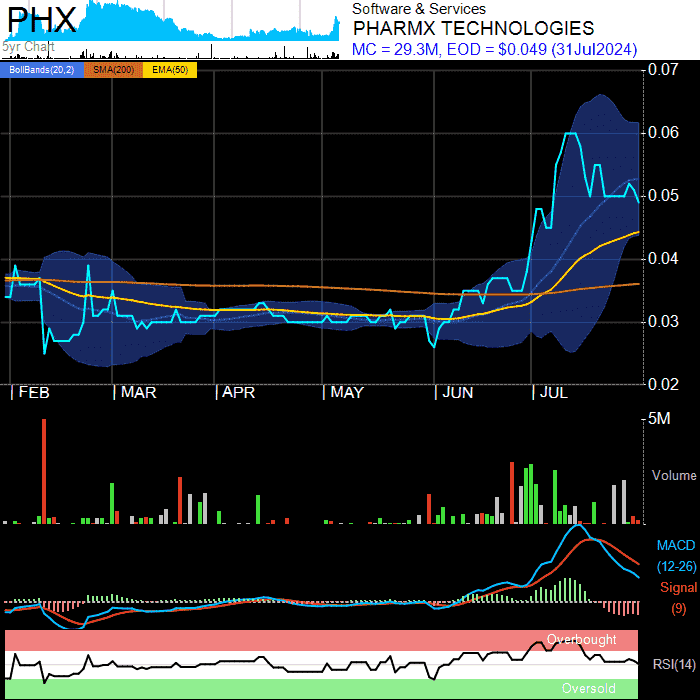 PHX
5yr Chart
Software & Services
PHARMX TECHNOLOGIES
MC = 29.3M, EOD = $0.049 (31Jul2024)
BollBands(20,2) SMA(200) EMA(50)
0.07
0.06
0.05
0.04
0.03
0.02
FEB MAR APR MAY JUN JUL
5M
Volume
MACD
(12-26)
Signal
(9)
Overbought
RSI(14)
Oversold